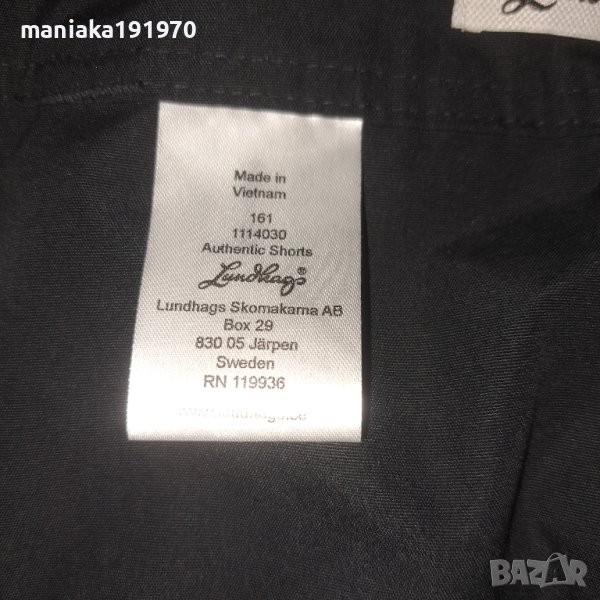 maniaka191970
Made in
Vietnam
161
1114030
Authentic Shorts
Lundhags®
Lundhags Skomakarna AB
Box 29
830 05 Järpen
Sweden
RN 119936
BAZAR